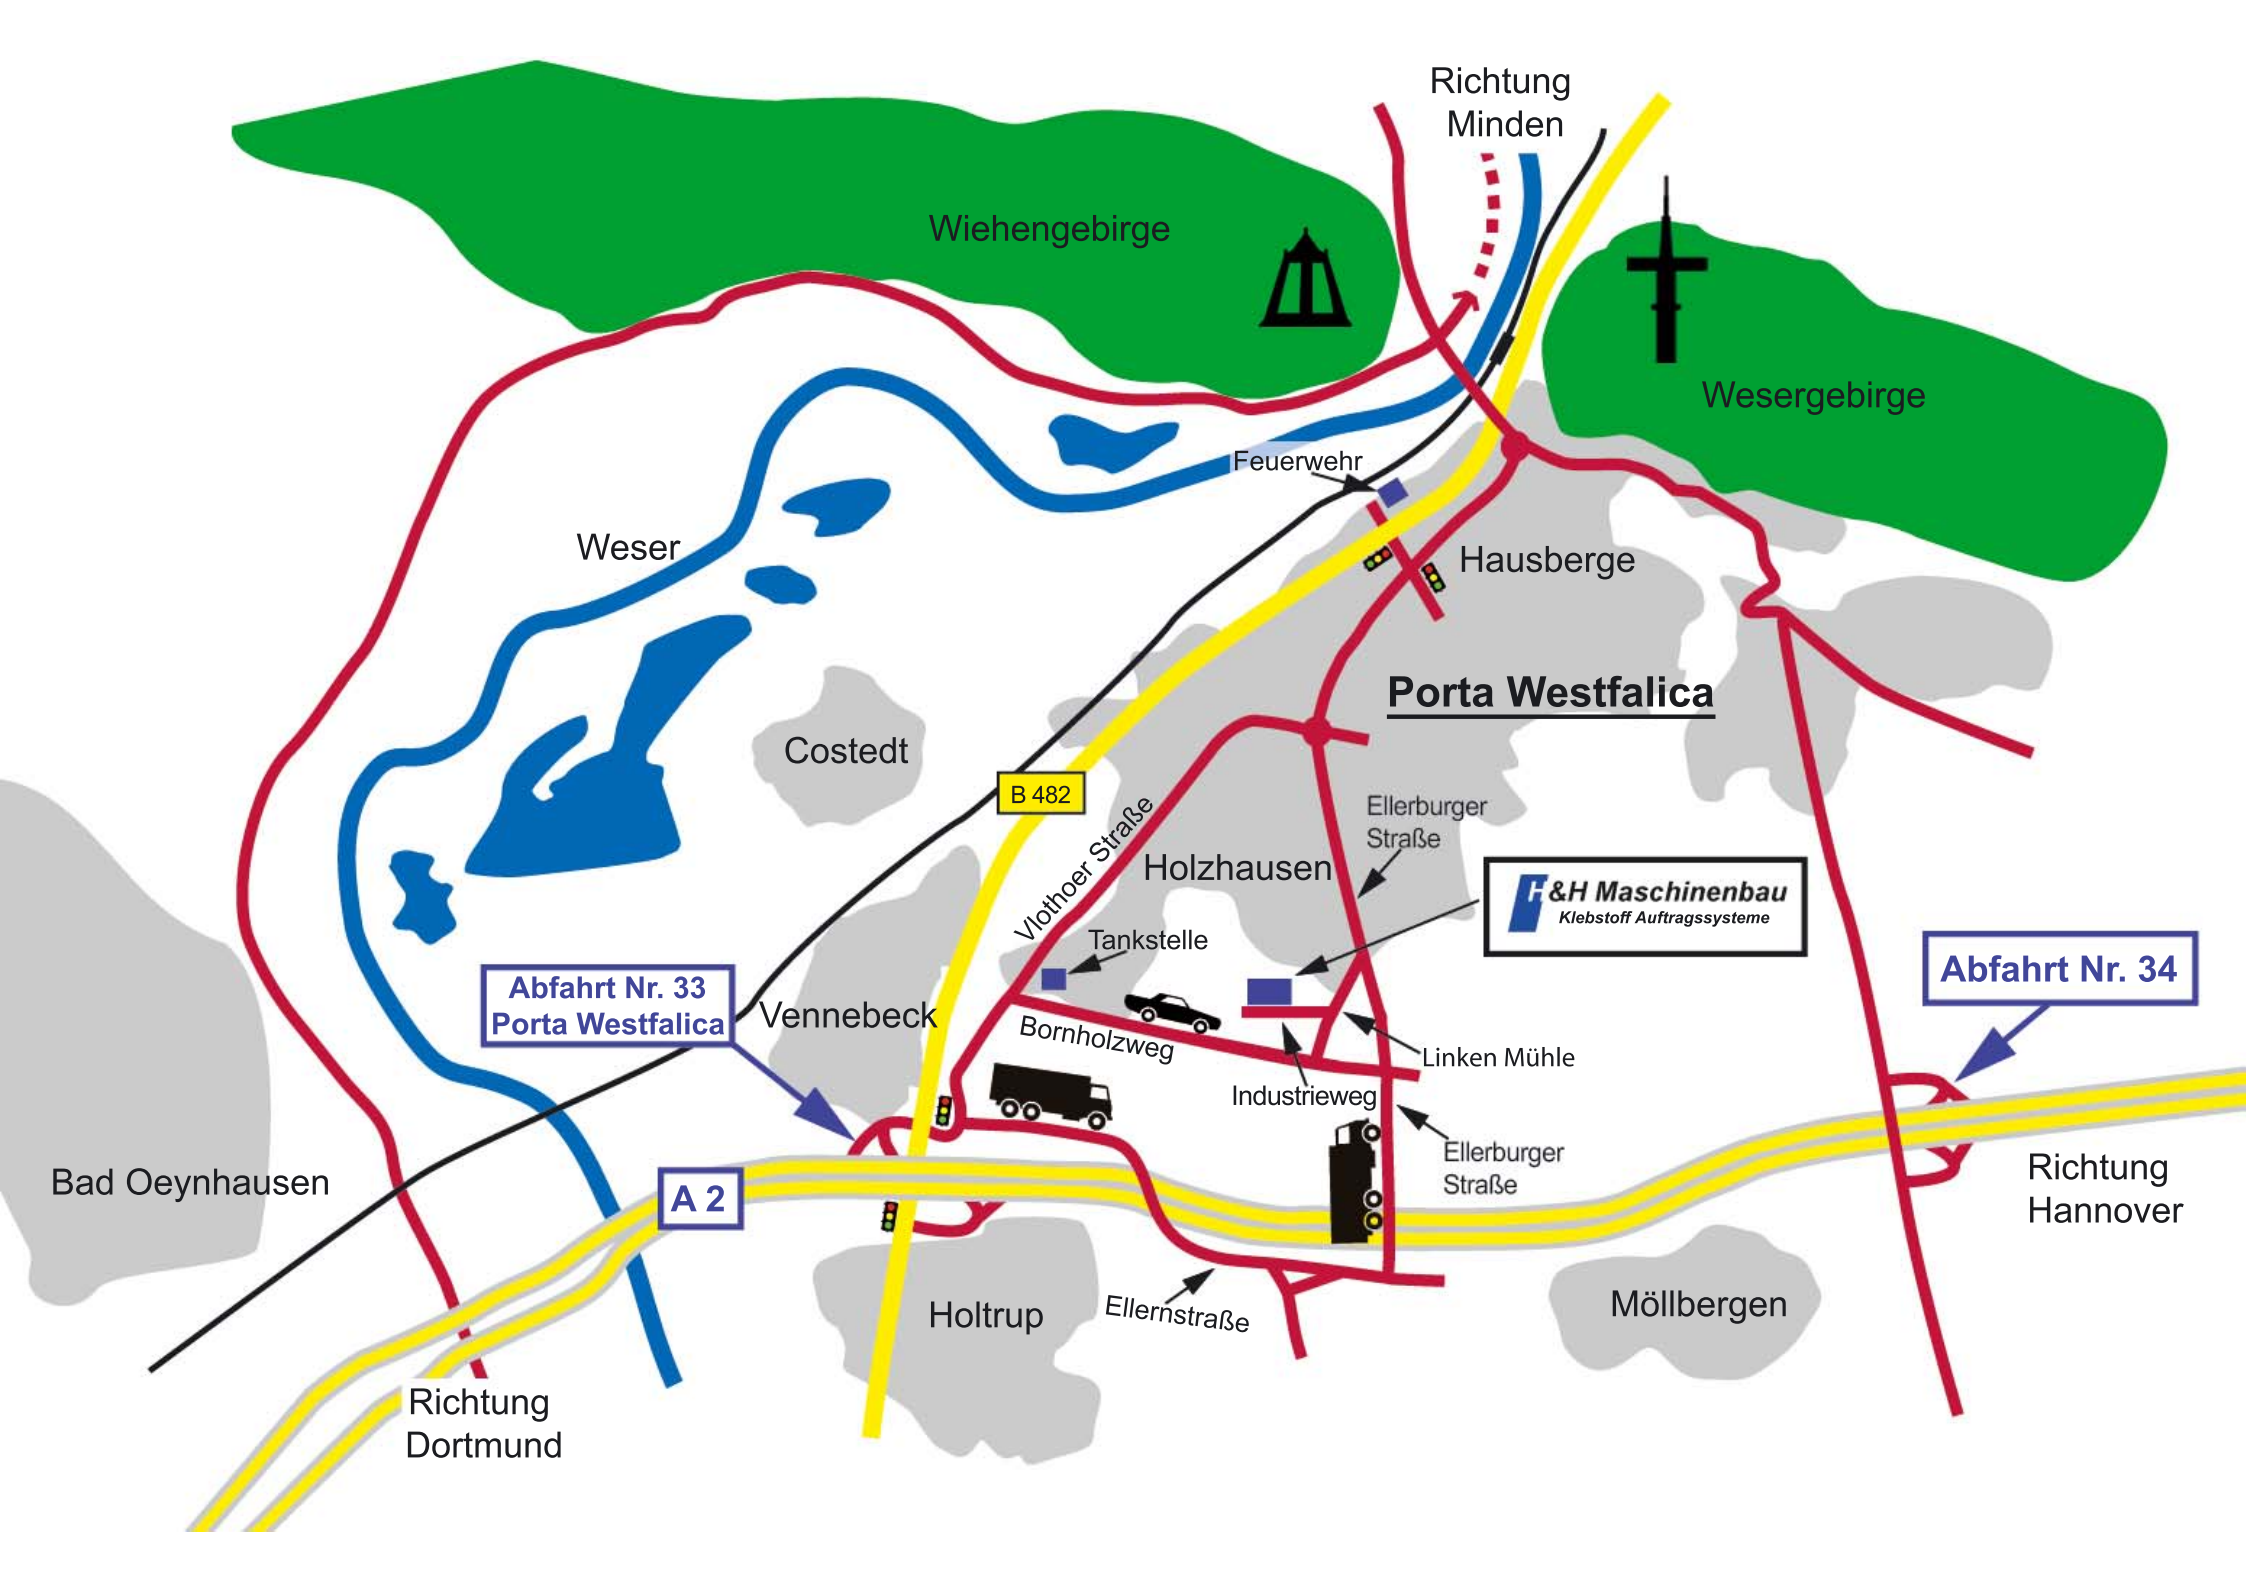 Richtung
Minden
Wiehengebirge
Wesergebirge
Feuerwehr
Weser
Hausberge
Porta Westfalica
Costedt
B 482
Ellerburger
Straße
Vlothoer Straße
Holzhausen
H&H Maschinenbau
Klebstoff Auftragssysteme
Tankstelle
Abfahrt Nr. 33
Porta Westfalica
Vennebeck
Abfahrt Nr. 34
Bornholzweg
Linken Mühle
Industrieweg
Ellerburger
Straße
Bad Oeynhausen
A 2
Richtung
Hannover
Holtrup
Ellernstraße
Möllbergen
Richtung
Dortmund